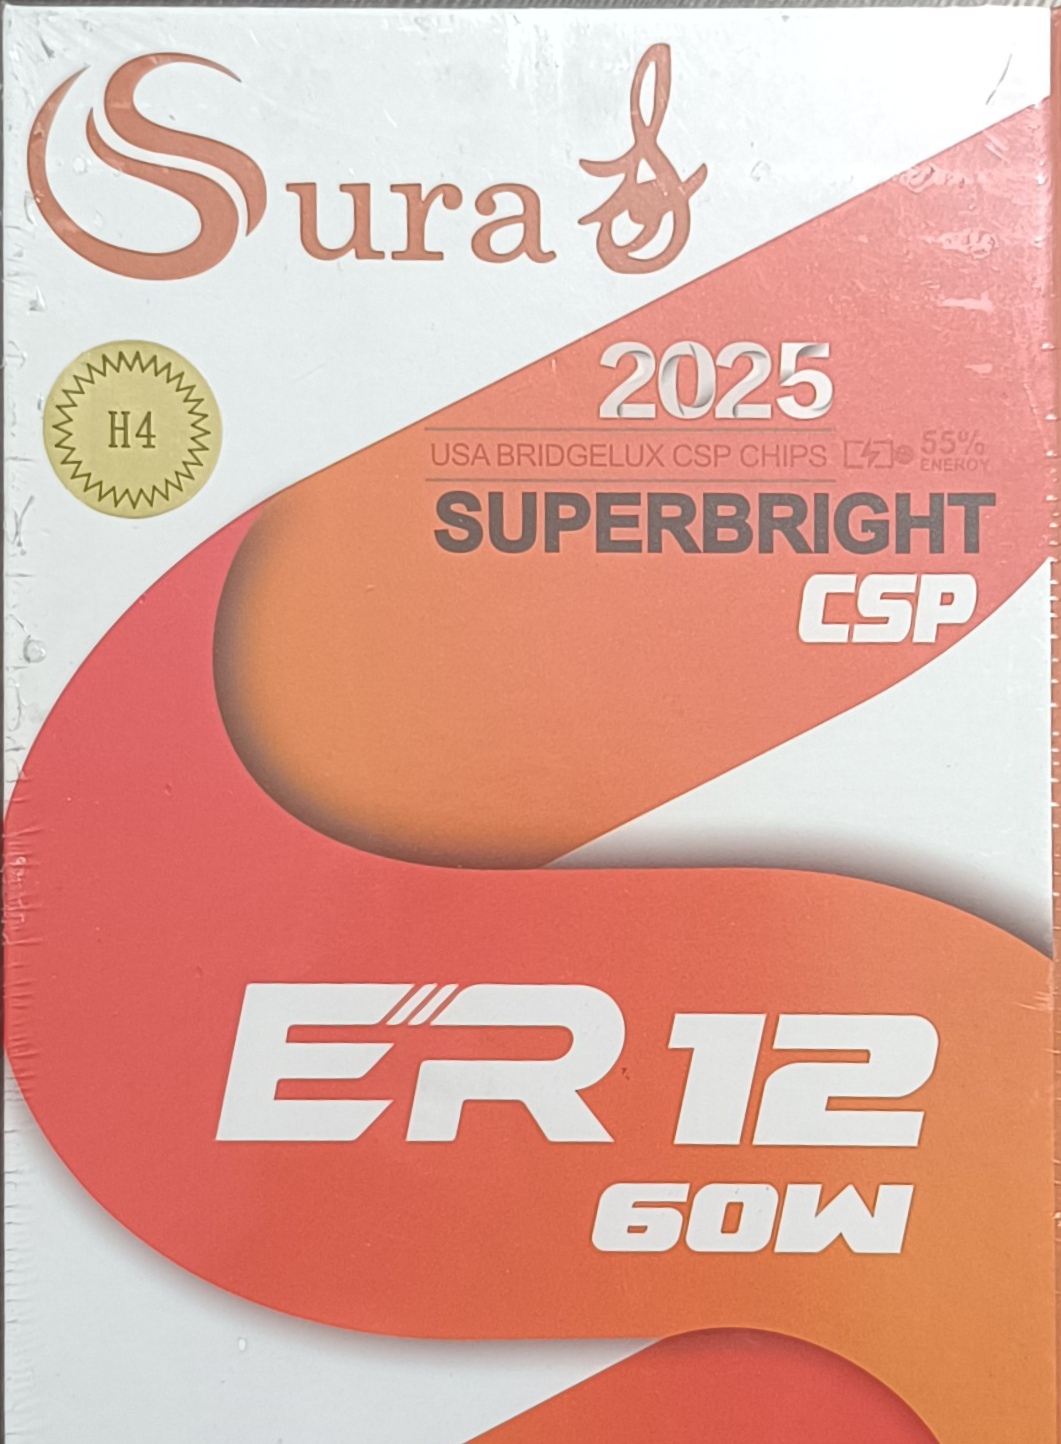 Sura
H4
2025
USA BRIDGELUX CSP CHIPS
55%
ENERGY
SUPERBRIGHT
CSP
ER 12
60W